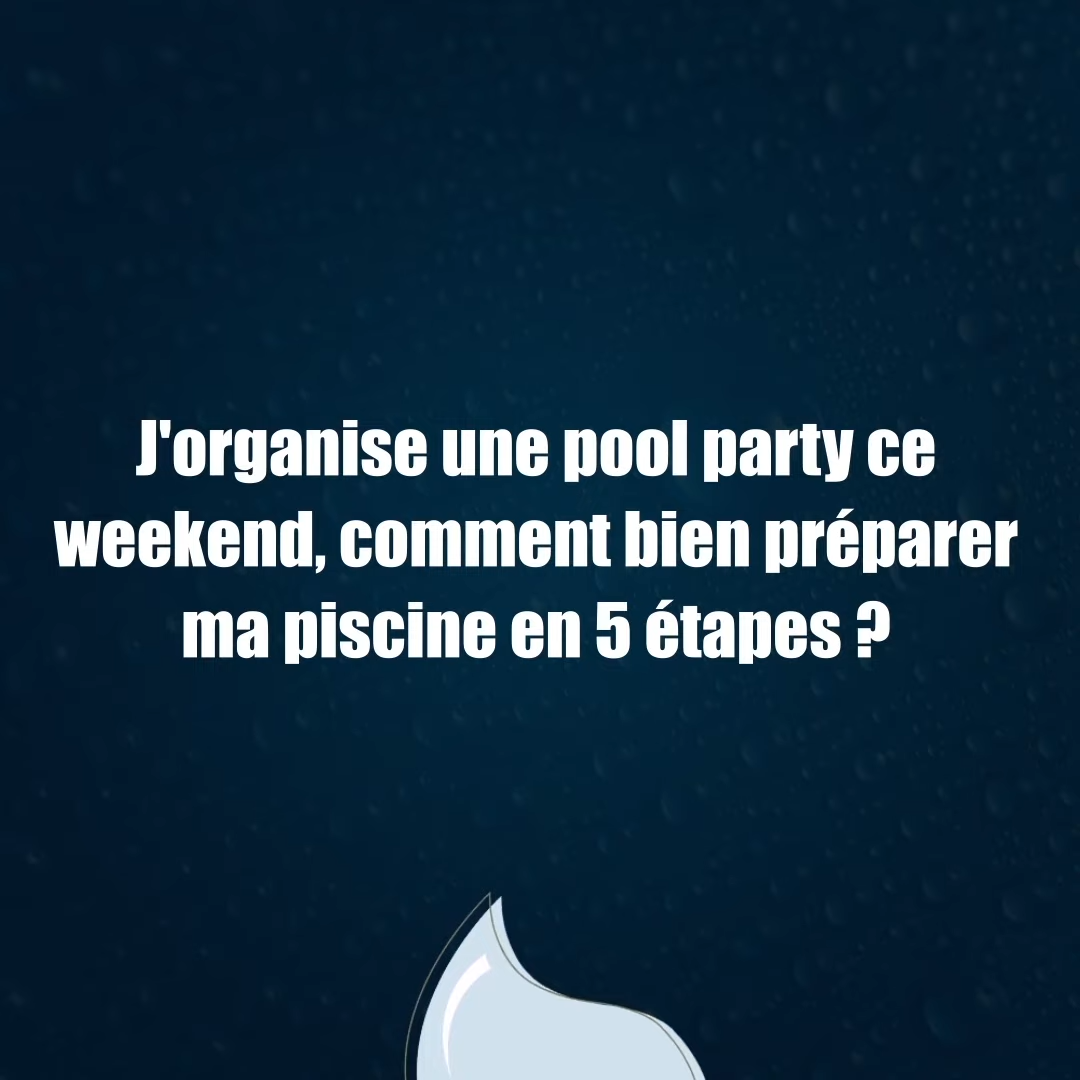 J'organise une pool party ce
weekend, comment bien préparer
ma piscine en 5 étapes ?